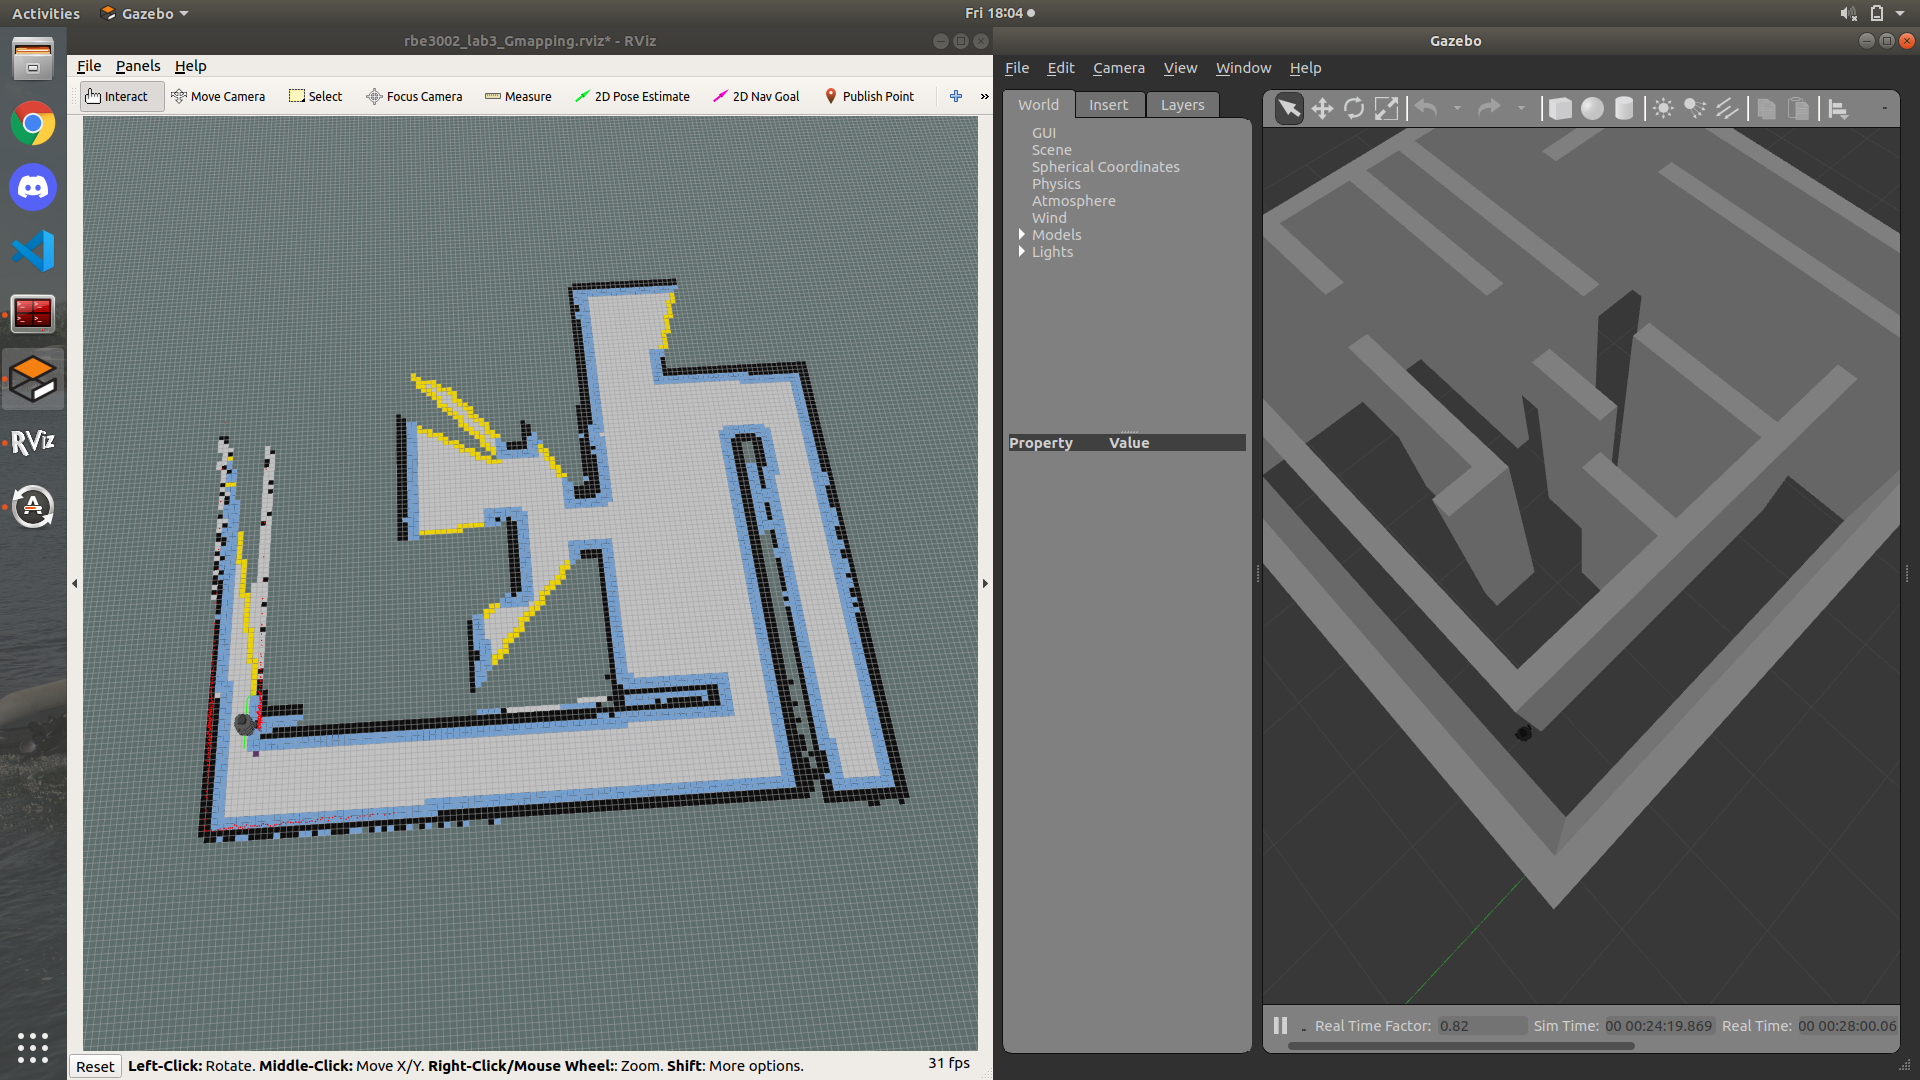 Activities
Gazebo
Fri 18:04
rbe3002_lab3_Gmapping.rviz* - RViz
File Panels Help
Interact
Move Camera
Select
Focus Camera
Measure
2D Pose Estimate
2D Nav Goal
Publish Point
»
RViz
A
Reset
Left-Click: Rotate. Middle-Click: Move X/Y. Right-Click/Mouse Wheel:: Zoom. Shift: More options.
31 fps
Gazebo
File Edit Camera View Window Help
World Insert Layers
GUI
Scene
Spherical Coordinates
Physics
Atmosphere
Wind
Models
Lights
Property Value
Real Time Factor: 0.82 Sim Time: 00 00:24:19.869 Real Time: 00 00:28:00.06